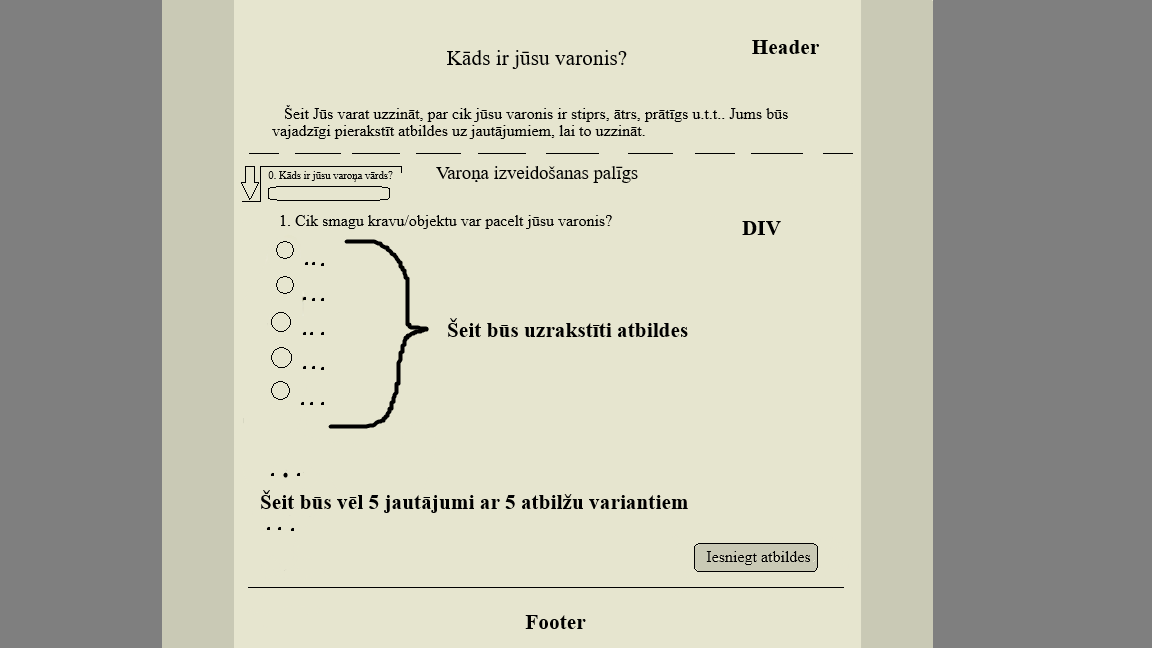 Kāds ir jūsu varonis?
Header
Šeit Jūs varat uzzināt, par cik jūsu varonis ir stiprs, ātrs, prātīgs u.t.t.. Jums būs
vajadzīgi pierakstīt atbildes uz jautājumiem, lai to uzzināt.
0. Kāds ir jūsu varoņa vārds?
Varoņa izveidošanas palīgs
1. Cik smagu kravu/objektu var pacelt jūsu varonis?
DIV
...
...
...
...
...
Šeit būs uzrakstīti atbildes
...
Šeit būs vēl 5 jautājumi ar 5 atbilžu variantiem
...
Iesniegt atbildes
Footer